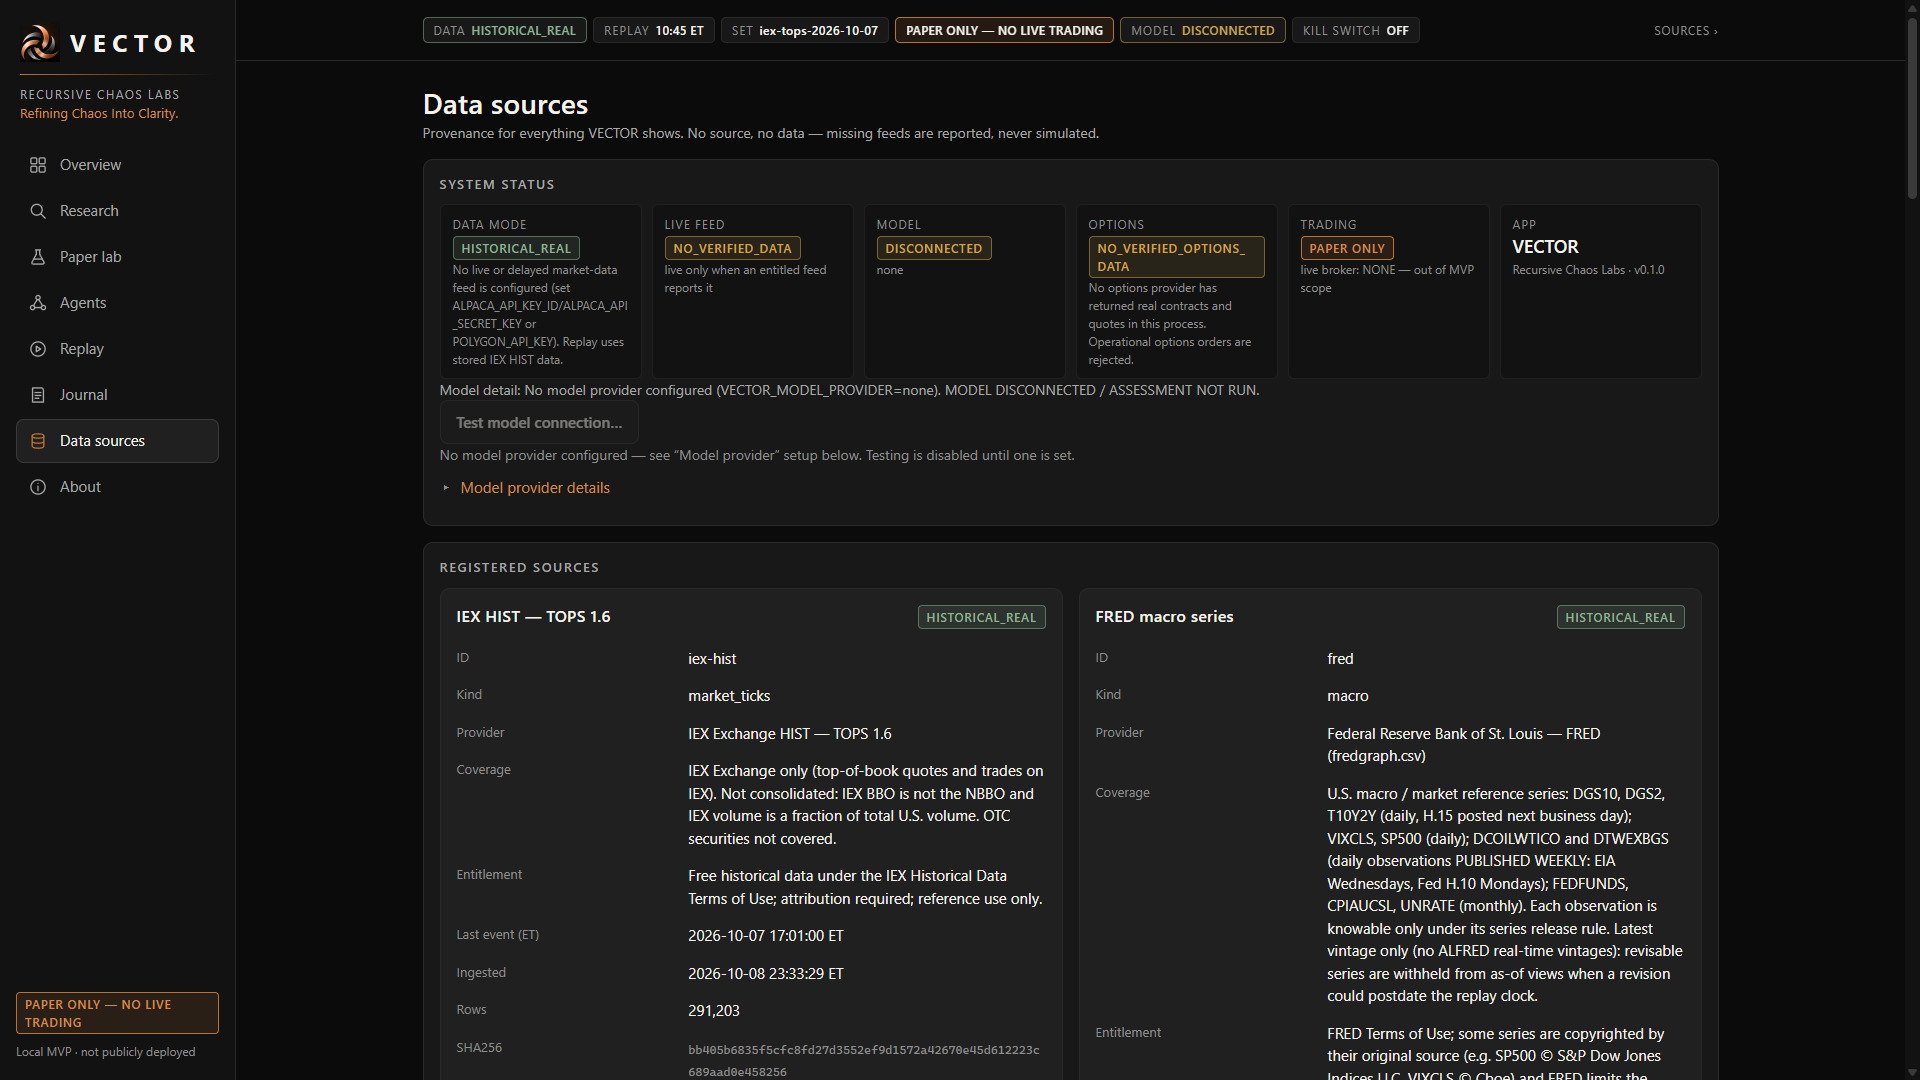 VECTOR
RECURSIVE CHAOS LABS
Refining Chaos Into Clarity.
Overview
Research
Paper lab
Agents
Replay
Journal
Data sources
About
PAPER ONLY — NO LIVE
TRADING
Local MVP · not publicly deployed
DATA HISTORICAL_REAL
REPLAY 10:45 ET
SET iex-tops-2026-10-07
PAPER ONLY — NO LIVE TRADING
MODEL DISCONNECTED
KILL SWITCH OFF
SOURCES ›
Data sources
Provenance for everything VECTOR shows. No source, no data — missing feeds are reported, never simulated.
SYSTEM STATUS
DATA MODE
HISTORICAL_REAL
No live or delayed market-data
feed is configured (set
ALPACA_API_KEY_ID/ALPACA_API
_SECRET_KEY or
POLYGON_API_KEY). Replay uses
stored IEX HIST data.
LIVE FEED
NO_VERIFIED_DATA
live only when an entitled feed
reports it
MODEL
DISCONNECTED
none
OPTIONS
NO_VERIFIED_OPTIONS_
DATA
No options provider has
returned real contracts and
quotes in this process.
Operational options orders are
rejected.
TRADING
PAPER ONLY
live broker: NONE — out of MVP
scope
APP
VECTOR
Recursive Chaos Labs · v0.1.0
Model detail: No model provider configured (VECTOR_MODEL_PROVIDER=none). MODEL DISCONNECTED / ASSESSMENT NOT RUN.
Test model connection...
No model provider configured — see “Model provider” setup below. Testing is disabled until one is set.
Model provider details
REGISTERED SOURCES
IEX HIST — TOPS 1.6
HISTORICAL_REAL
ID
iex-hist
Kind
market_ticks
Provider
IEX Exchange HIST — TOPS 1.6
Coverage
IEX Exchange only (top-of-book quotes and trades on
IEX). Not consolidated: IEX BBO is not the NBBO and
IEX volume is a fraction of total U.S. volume. OTC
securities not covered.
Entitlement
Free historical data under the IEX Historical Data
Terms of Use; attribution required; reference use only.
Last event (ET)
2026-10-07 17:01:00 ET
Ingested
2026-10-08 23:33:29 ET
Rows
291,203
SHA256
bb405b6835f5cfc8fd27d3552ef9d1572a42670e45d612223c
689aad0e458256
FRED macro series
HISTORICAL_REAL
ID
fred
Kind
macro
Provider
Federal Reserve Bank of St. Louis — FRED
(fredgraph.csv)
Coverage
U.S. macro / market reference series: DGS10, DGS2,
T10Y2Y (daily, H.15 posted next business day);
VIXCLS, SP500 (daily); DCOILWTICO and DTWEXBGS
(daily observations PUBLISHED WEEKLY: EIA
Wednesdays, Fed H.10 Mondays); FEDFUNDS,
CPIAUCSL, UNRATE (monthly). Each observation is
knowable only under its series release rule. Latest
vintage only (no ALFRED real-time vintages): revisable
series are withheld from as-of views when a revision
could postdate the replay clock.
Entitlement
FRED Terms of Use; some series are copyrighted by
their original source (e.g. SP500 © S&P Dow Jones
Indices LLC, VIXCLS © Cboe) and FRED limits the